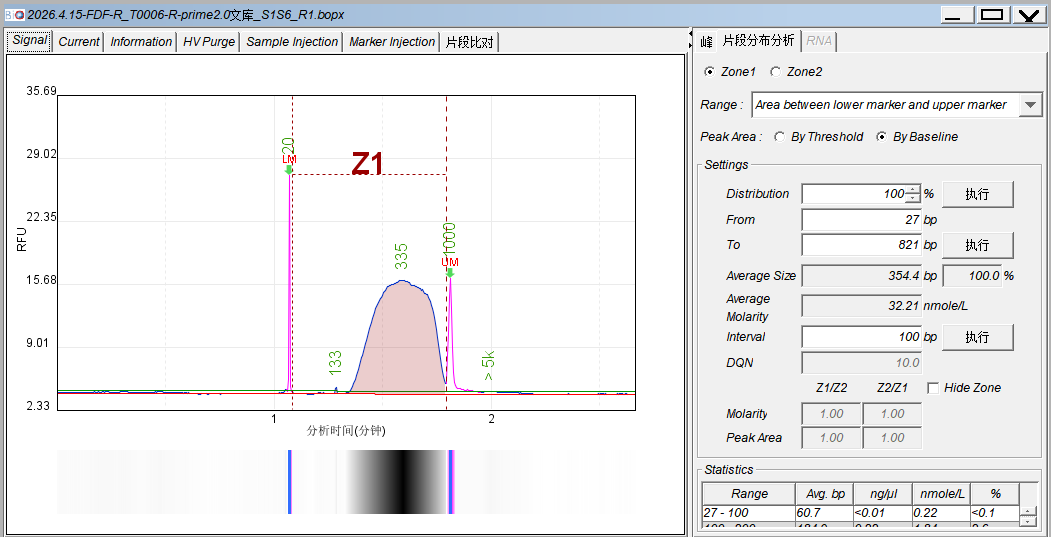 2026.4.15-FDF-R_T0006-R-prime2.0文库_S1S6_R1.bopx
Signal Current Information HV Purge Sample Injection Marker Injection 片段比对
峰 片段分布分析 RNA
Zone1 Zone2
Range : Area between lower marker and upper marker
Peak Area : By Threshold By Baseline
Settings
Distribution 100 % 执行
From 27 bp
To 821 bp 执行
Average Size 354.4 bp 100.0 %
Average
Molarity 32.21 nmole/L
Interval 100 bp 执行
DQN 10.0
Z1/Z2 Z2/Z1 Hide Zone
Molarity 1.00 1.00
Peak Area 1.00 1.00
Statistics
Range Avg. bp ng/µl nmole/L %
27 - 100 60.7 <0.01 0.22 <0.1
35.69
29.02
22.35
15.68
9.01
2.33
RFU
20
LM
Z1
133
335
1000
UM
> 5k
1 2
分析时间(分钟)